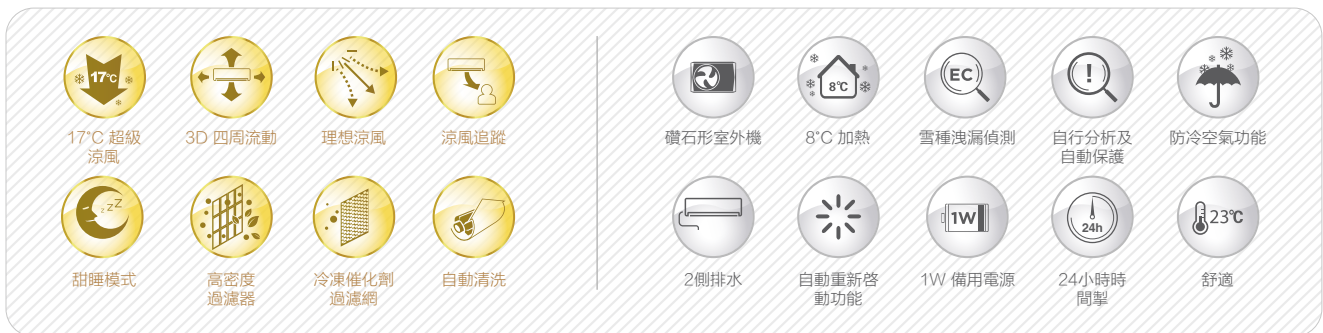 17℃
8℃
EC
!
17°C 超級
涼風
3D 四周流動
理想涼風
涼風追蹤
鑽石形室外機
8°C 加熱
雪種洩漏偵測
自行分析及
自動保護
防冷空氣功能
z z Z
1W
24h
23℃
甜睡模式
高密度
過濾器
冷凍催化劑
過濾網
自動清洗
2側排水
自動重新啓
動功能
1W 備用電源
24小時時
間掣
舒適